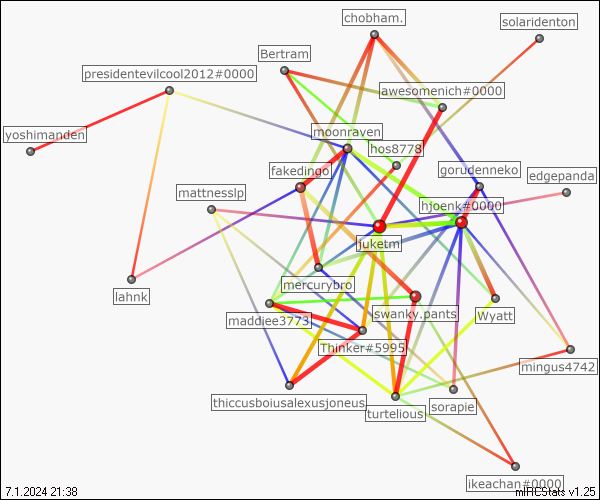 chobham.
solaridenton
Bertram
presidentevilcool2012#0000
iawesomenich#0000
yoshimanden
moonraven
hos8778
fakedingo
gorudenneko
edgepanda
mattnesslp
hjoenk#0000
juketm
lahnk
mercurybro
maddiee3773
swanky.pants
Wyatt
Thinker#5995
mingus4742
thiccusboiusalexusjoneus
turtelious
sorapie
ikeachan#0000
7.1.2024 21:38
mIRCStats v1.25